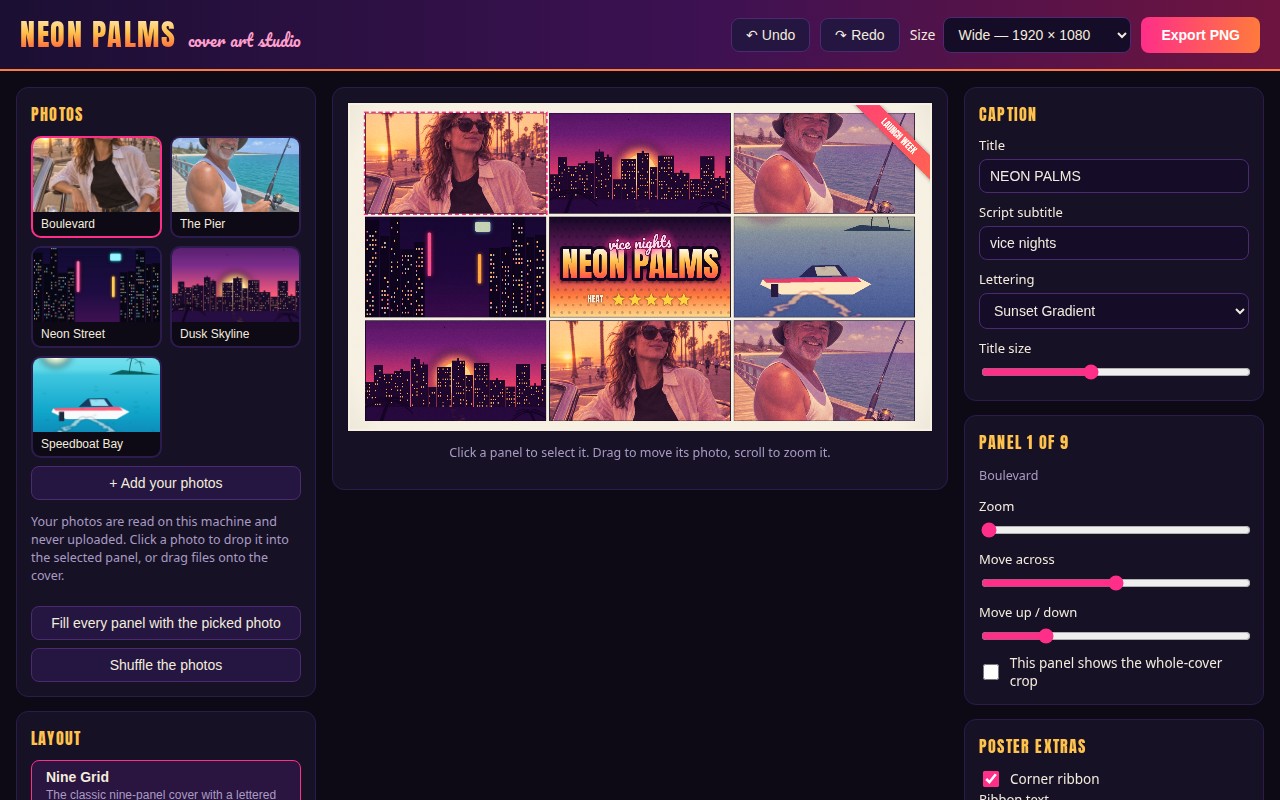 NEON PALMS cover art studio
↶ Undo
↷ Redo
Size
Wide — 1920 × 1080
Export PNG
PHOTOS
Boulevard
The Pier
Neon Street
Dusk Skyline
Speedboat Bay
+ Add your photos
Your photos are read on this machine and
never uploaded. Click a photo to drop it into
the selected panel, or drag files onto the
cover.
Fill every panel with the picked photo
Shuffle the photos
LAYOUT
Nine Grid
The classic nine-panel cover with a lettered
LAUNCH WEEK
vice nights
NEON PALMS
HEAT
Click a panel to select it. Drag to move its photo, scroll to zoom it.
CAPTION
Title
NEON PALMS
Script subtitle
vice nights
Lettering
Sunset Gradient
Title size
PANEL 1 OF 9
Boulevard
Zoom
Move across
Move up / down
This panel shows the whole-cover
crop
POSTER EXTRAS
Corner ribbon
Ribbon text